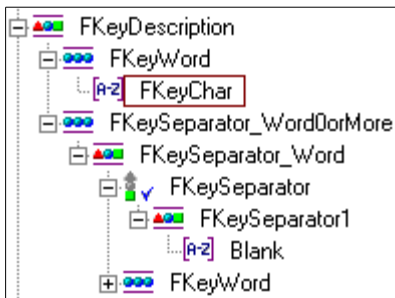 FKeyDescription
FKeyWord
[A-Z] FKeyChar
FKeySeparator_Word0orMore
FKeySeparator_Word
FKeySeparator
FKeySeparator1
[A-Z] Blank
FKeyWord